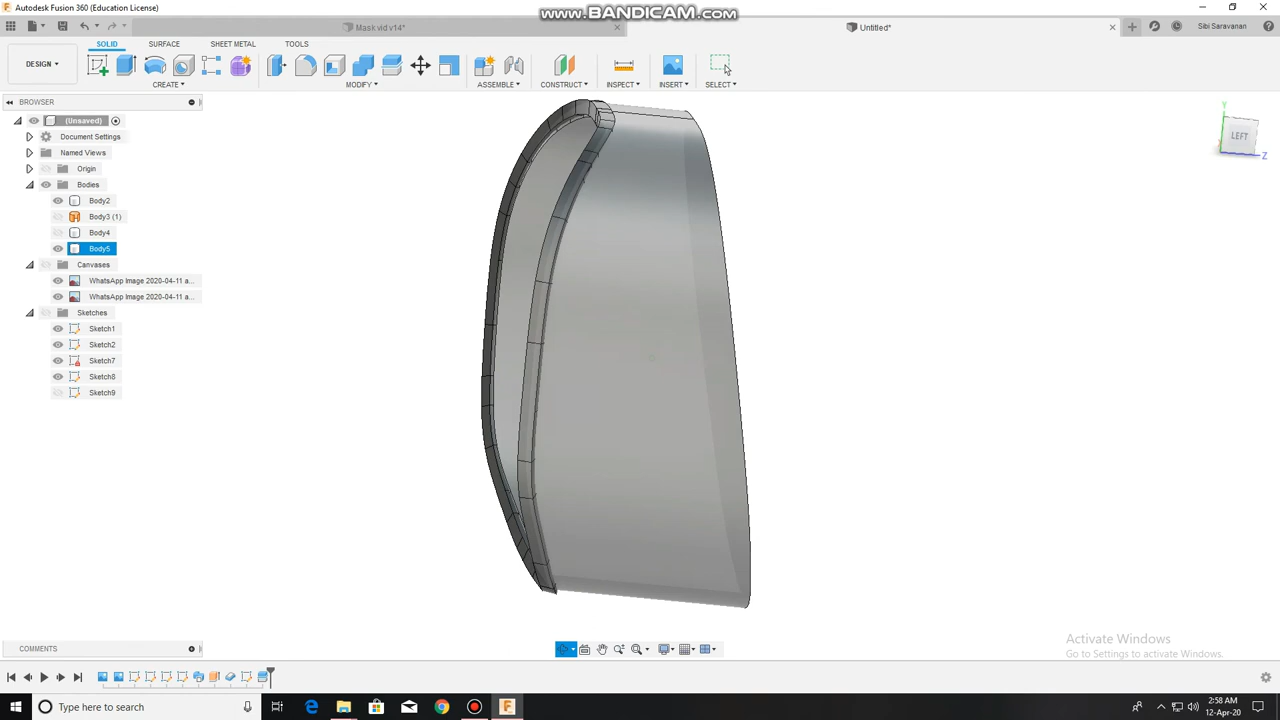 Autodesk Fusion 360 (Education License)
www.BANDICAM.com
Mask vid v14*
Untitled*
Sibi Saravanan
DESIGN
SOLID
SURFACE
SHEET METAL
TOOLS
CREATE
MODIFY
ASSEMBLE
CONSTRUCT
INSPECT
INSERT
SELECT
BROWSER
(Unsaved)
Document Settings
Named Views
Origin
Bodies
Body2
Body3 (1)
Body4
Body5
Canvases
WhatsApp Image 2020-04-11 a...
WhatsApp Image 2020-04-11 a...
Sketches
Sketch1
Sketch2
Sketch7
Sketch8
Sketch9
Y
LEFT
Z
COMMENTS
Activate Windows
Go to Settings to activate Windows.
Type here to search
2:58 AM
12-Apr-20